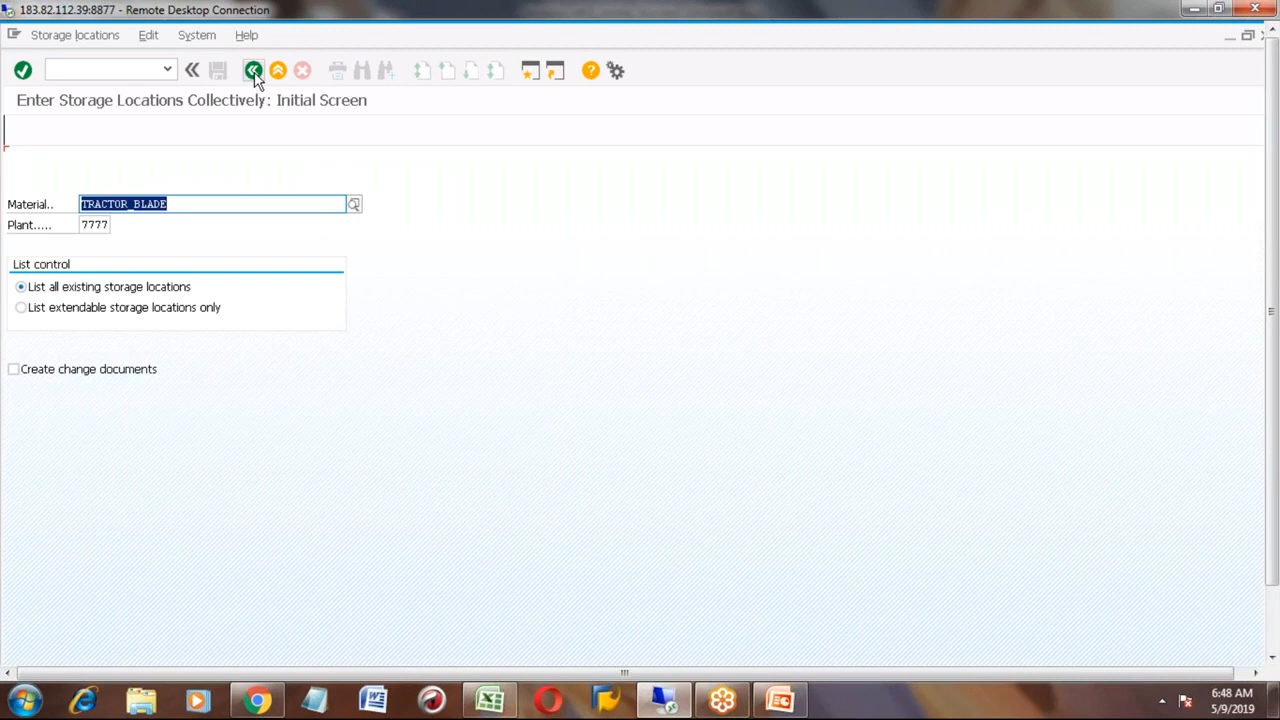 183.82.112.39:8877 - Remote Desktop Connection
Storage locations Edit System Help
Enter Storage Locations Collectively: Initial Screen
Material.. TRACTOR_BLADE
Plant..... 7777
List control
List all existing storage locations
List extendable storage locations only
Create change documents
6:48 AM
5/9/2019